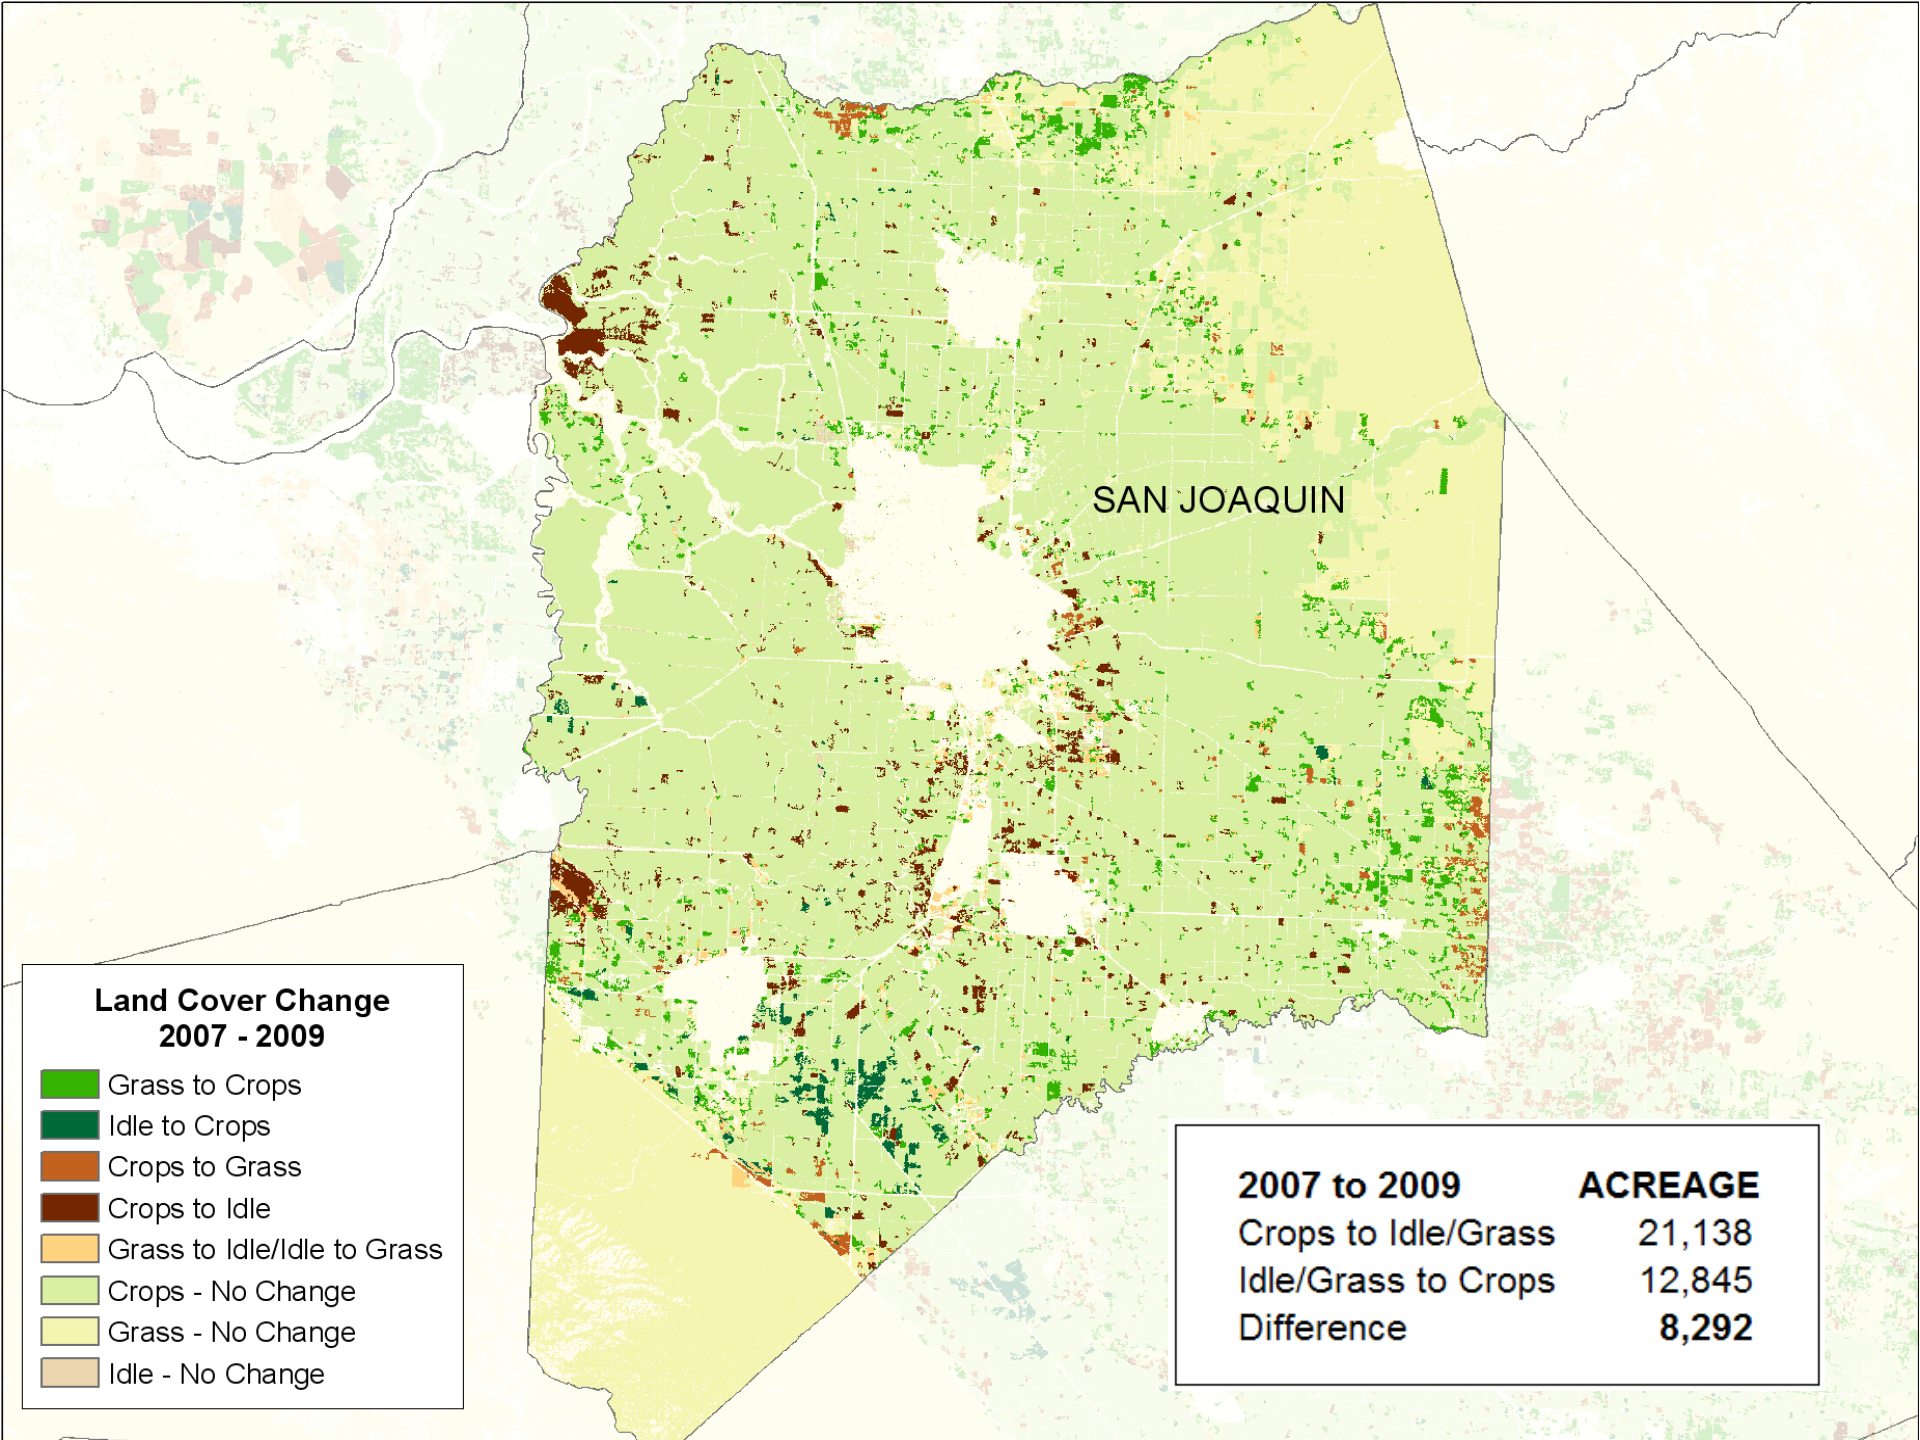 SAN JOAQUIN
Land Cover Change
2007 - 2009
Grass to Crops
Idle to Crops
Crops to Grass
Crops to Idle
Grass to Idle/Idle to Grass
Crops - No Change
Grass - No Change
Idle - No Change
2007 to 2009 ACREAGE
Crops to Idle/Grass 21,138
Idle/Grass to Crops 12,845
Difference 8,292